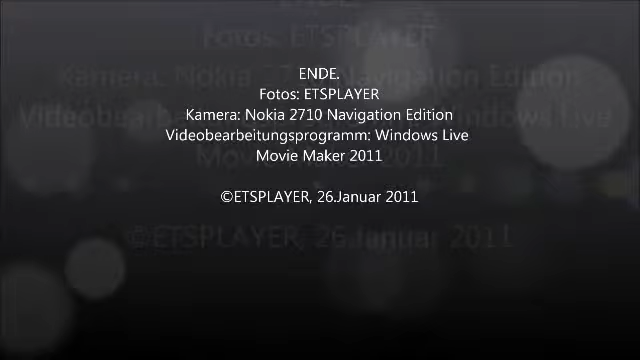 ENDE.
Fotos: ETSPLAYER
Kamera: Nokia 2710 Navigation Edition
Videobearbeitungsprogramm: Windows Live
Movie Maker 2011
©ETSPLAYER, 26.Januar 2011